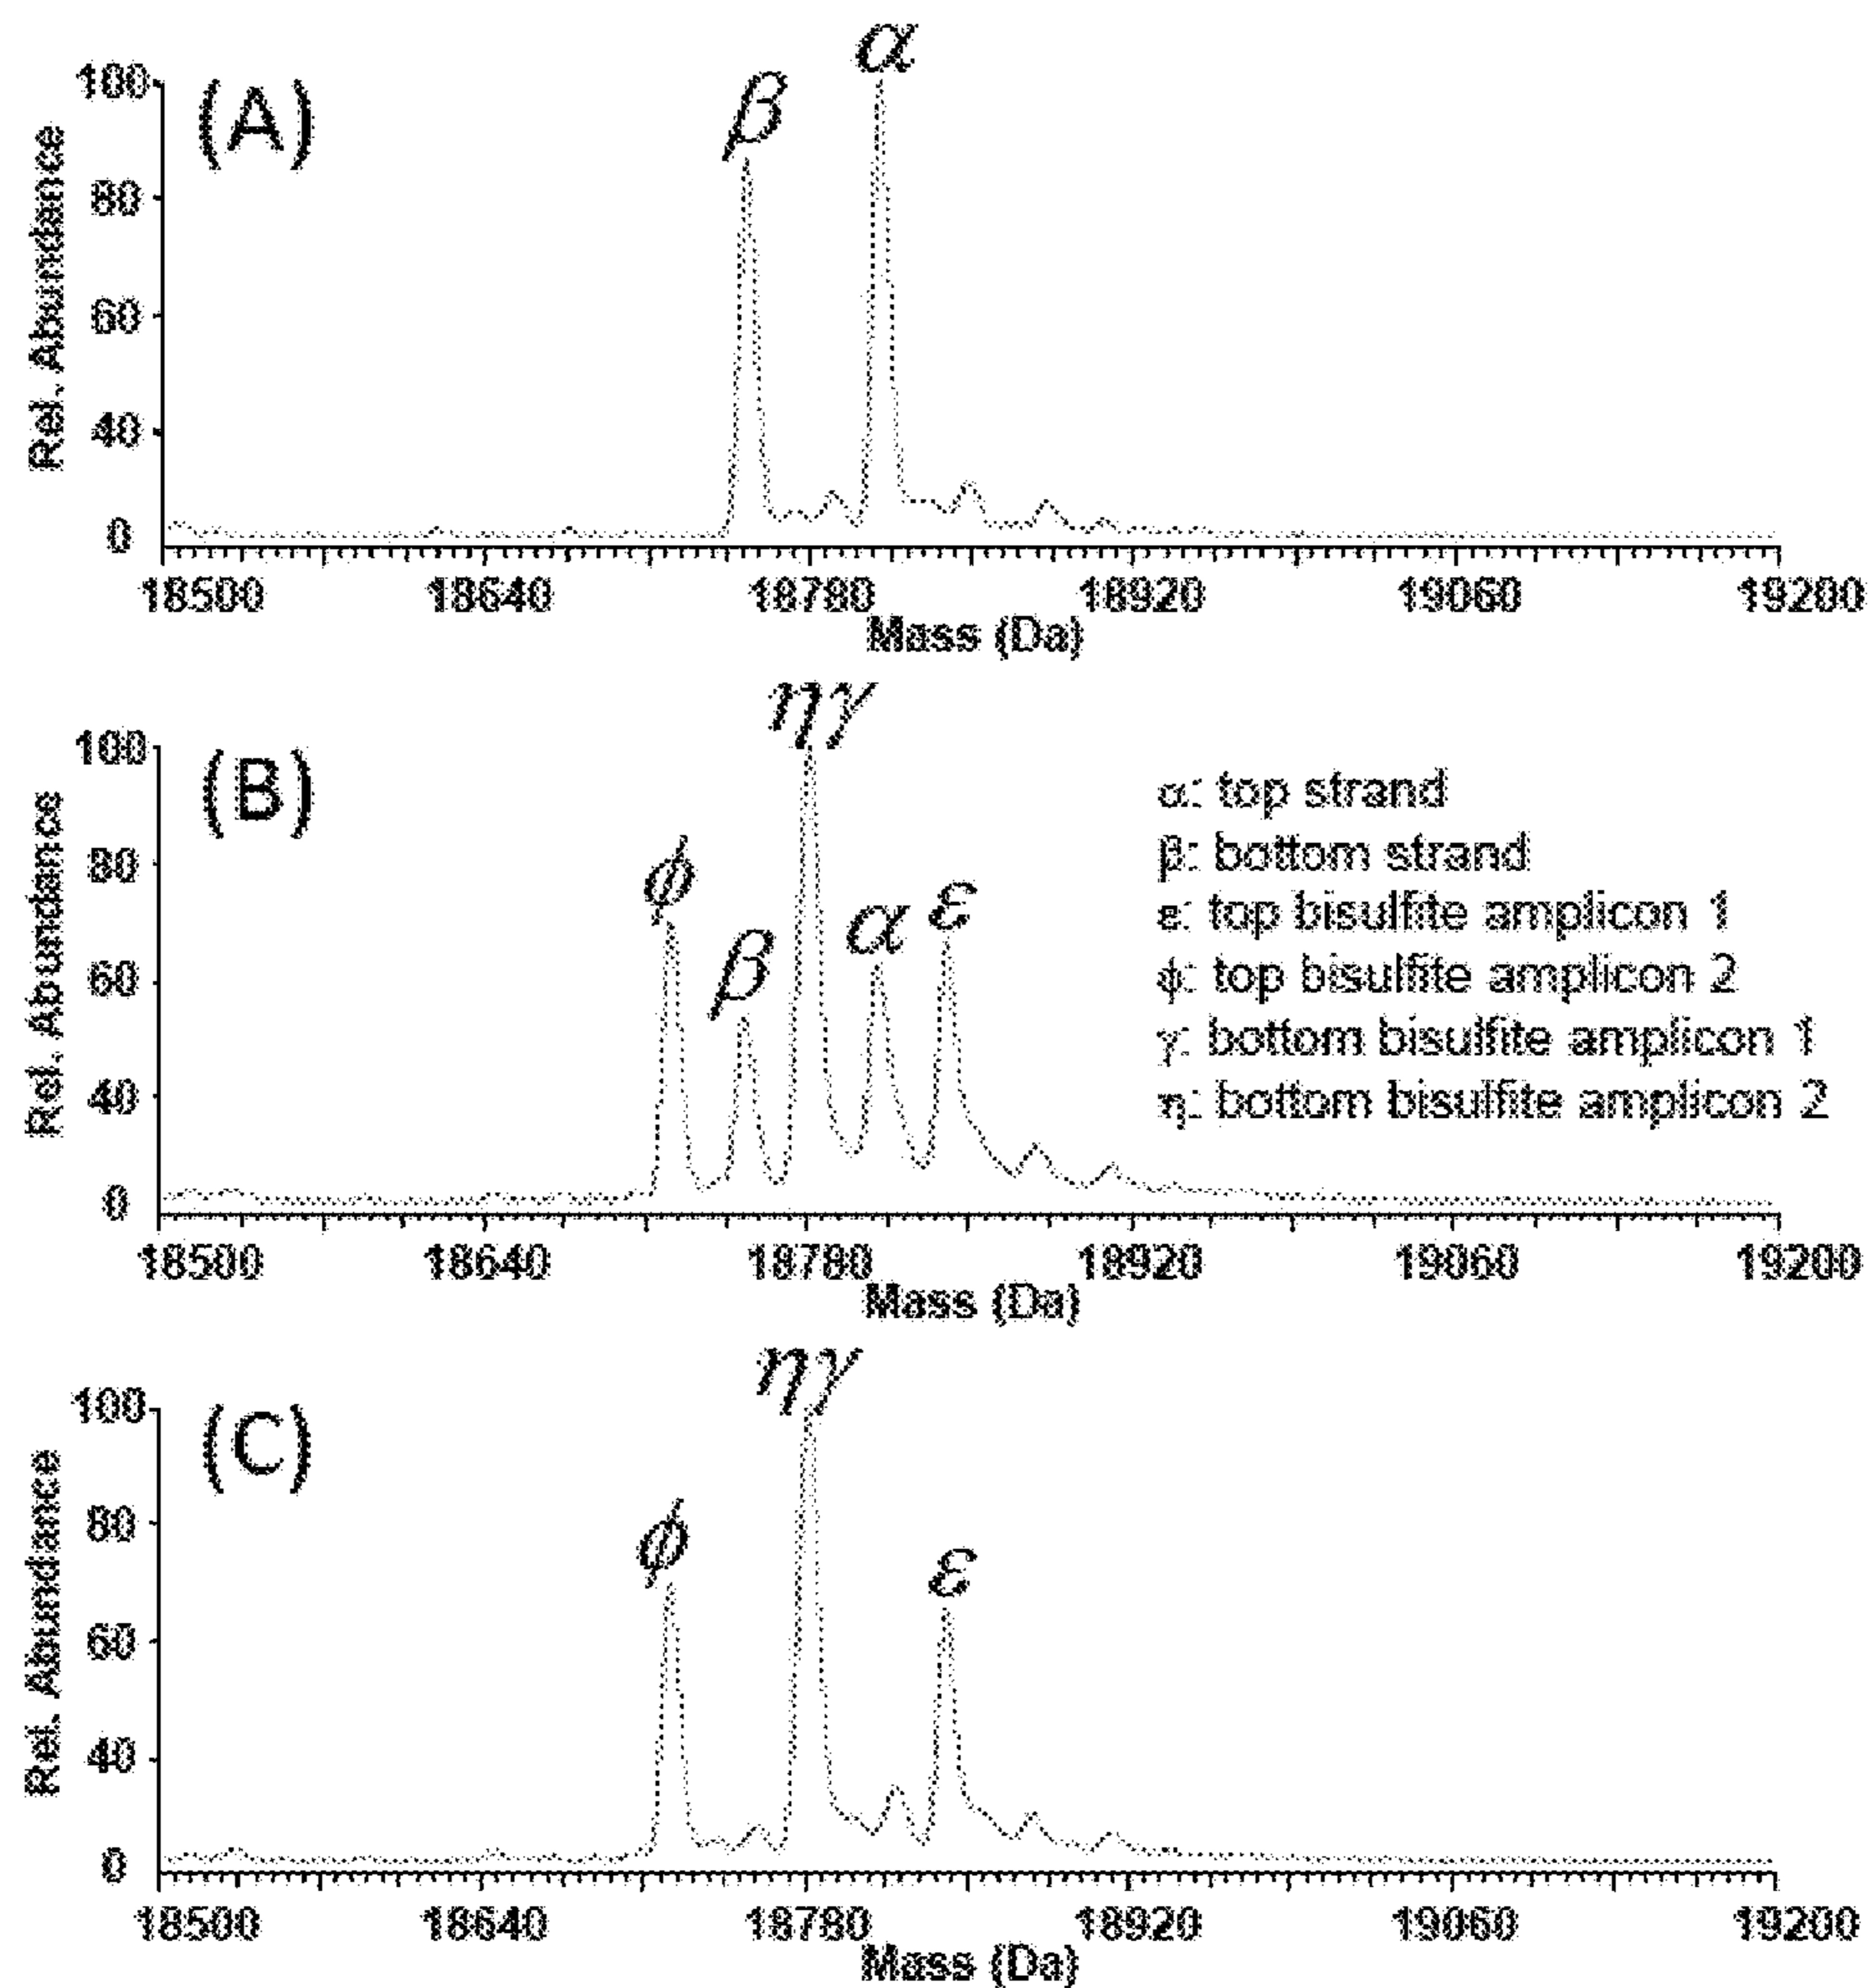 α
β
(A)
100
80
60
40
0
Rel. Abundance
18500 18640 18780 18920 19060 19200
Mass (Da)
ηγ
(B)
ϕ
β
α
ε
100
80
60
40
0
Rel. Abundance
α: top strand
β: bottom strand
ε: top bisulfite amplicon 1
ϕ: top bisulfite amplicon 2
γ: bottom bisulfite amplicon 1
η: bottom bisulfite amplicon 2
18500 18640 18780 18920 19060 19200
Mass (Da)
ηγ
(C)
ϕ
ε
100
80
60
40
0
Rel. Abundance
18500 18640 18780 18920 19060 19200
Mass (Da)